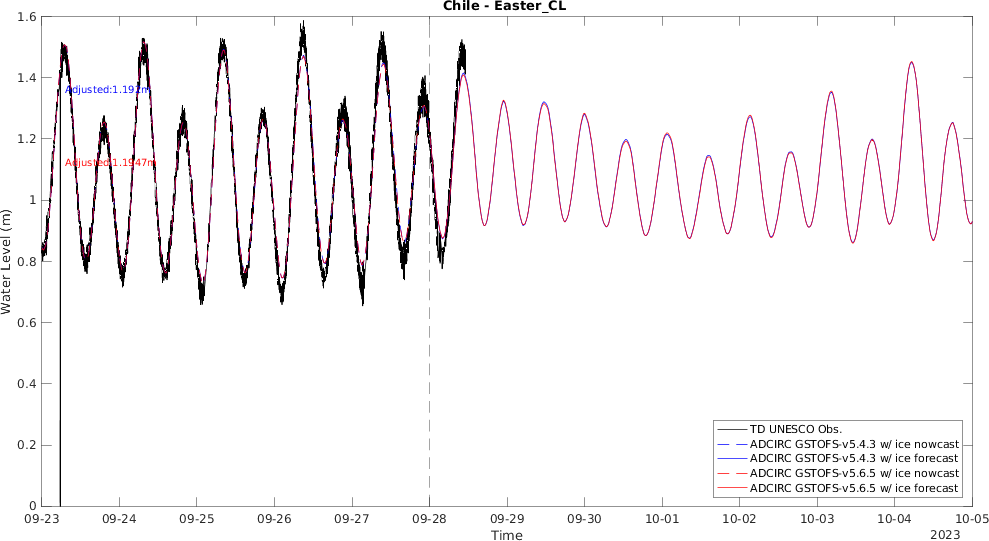 Chile - Easter_CL
Water Level (m)
1.6
1.4
1.2
1
0.8
0.6
0.4
0.2
0
Adjusted:1.192m
Adjusted:1.1947m
TD UNESCO Obs.
ADCIRC GSTOFS-v5.4.3 w/ ice nowcast
ADCIRC GSTOFS-v5.4.3 w/ ice forecast
ADCIRC GSTOFS-v5.6.5 w/ ice nowcast
ADCIRC GSTOFS-v5.6.5 w/ ice forecast
09-23 09-24 09-25 09-26 09-27 09-28 09-29 09-30 10-01 10-02 10-03 10-04 10-05
Time
2023